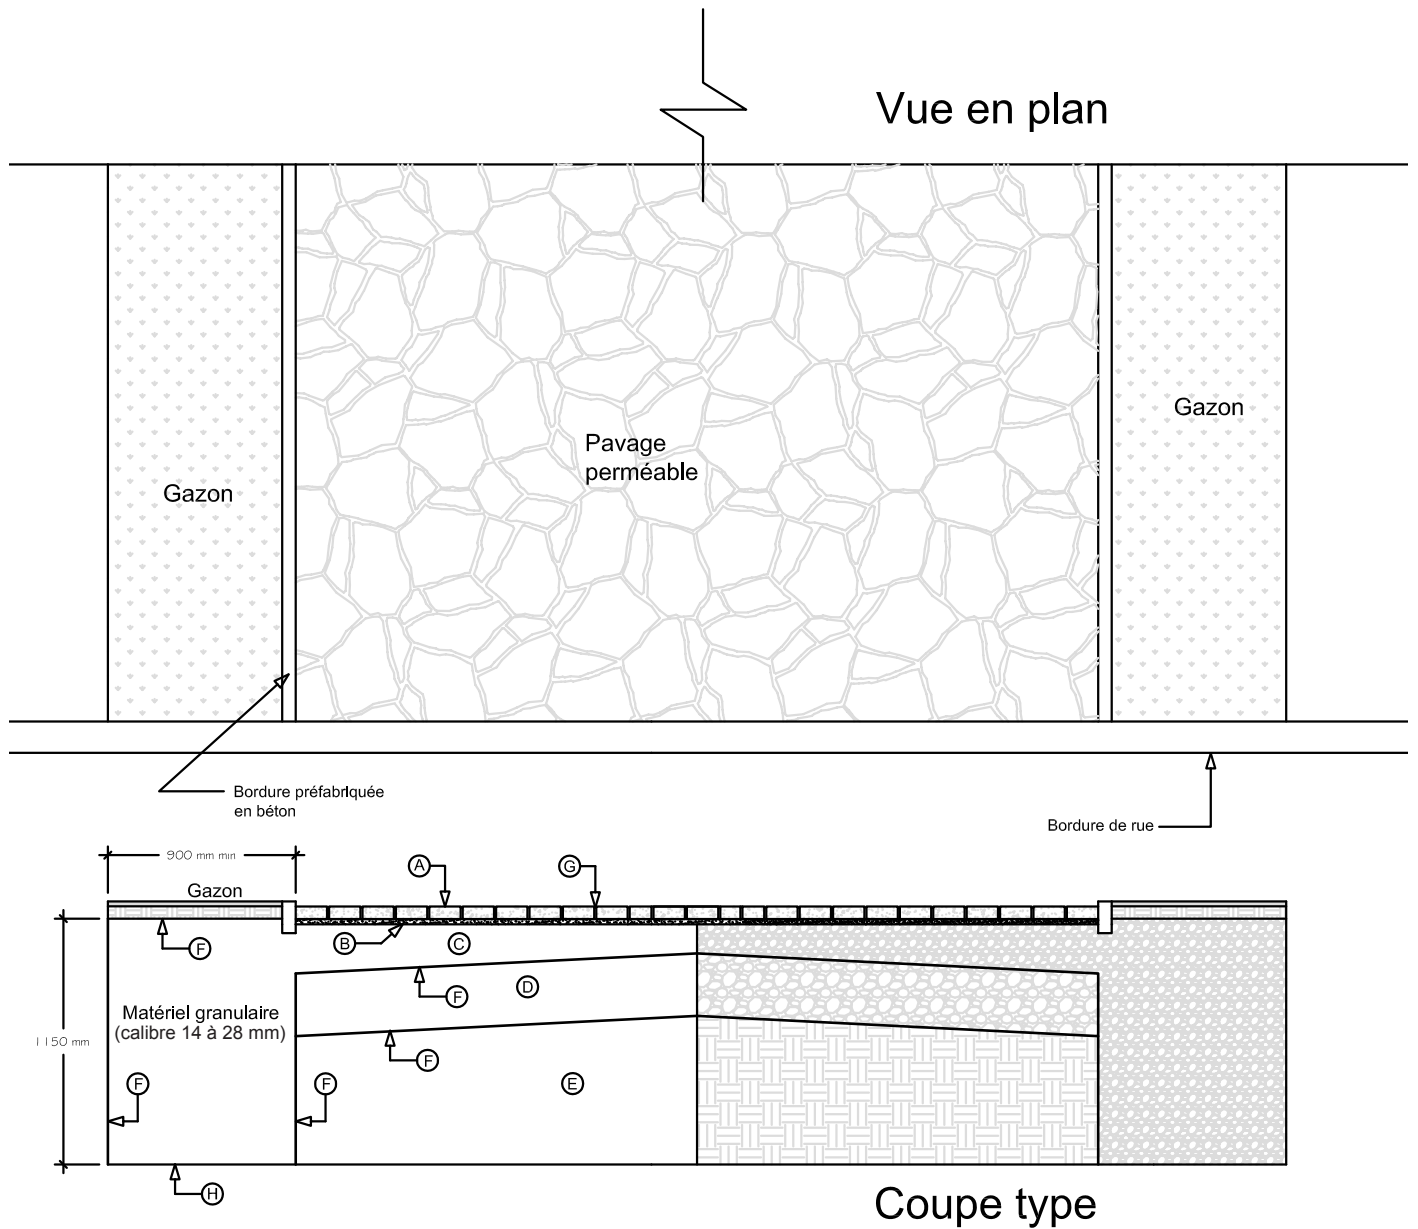 Vue en plan
Gazon
Pavage
perméable
Gazon
Bordure préfabriquée
en béton
Bordure de rue
900 mm min
Gazon
A
G
B
C
F
D
F
Matériel granulaire
(calibre 14 à 28 mm)
1150 mm
F
F
F
E
H
Coupe type